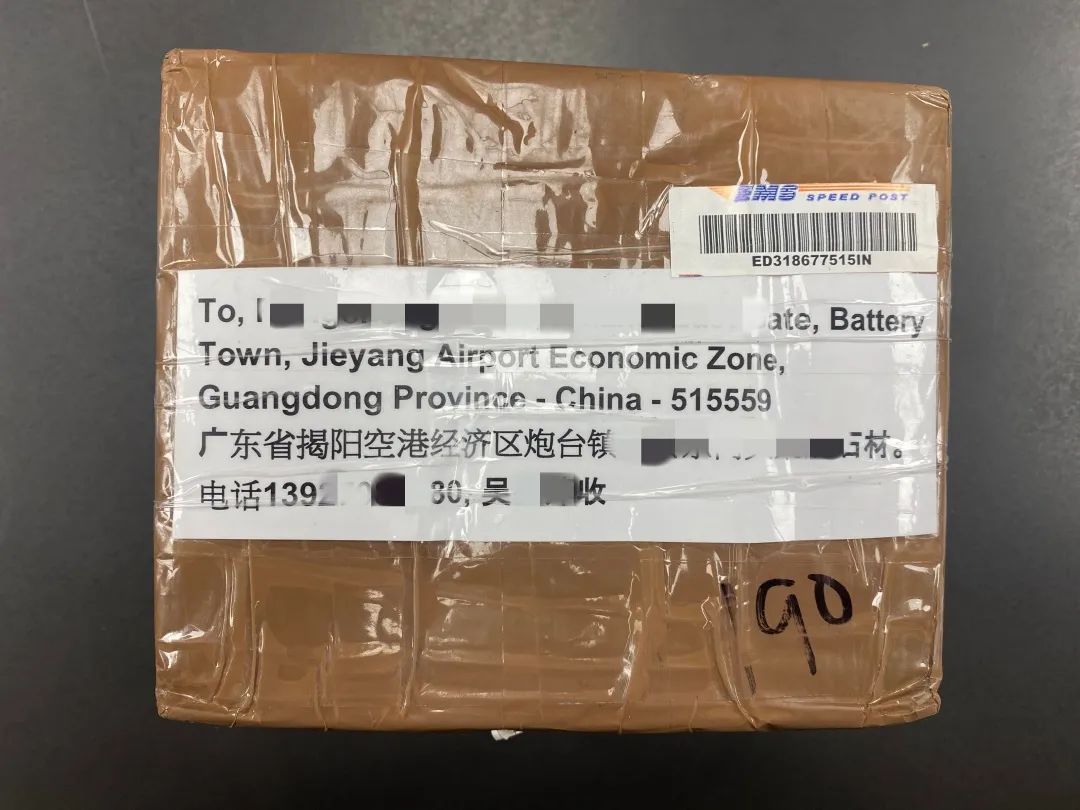 EMS SPEED POST
ED318677515IN
To, Battery
Town, Jieyang Airport Economic Zone,
Guangdong Province - China - 515559
广东省揭阳空港经济区炮台镇 石材。
电话1392 80, 吴 收
190